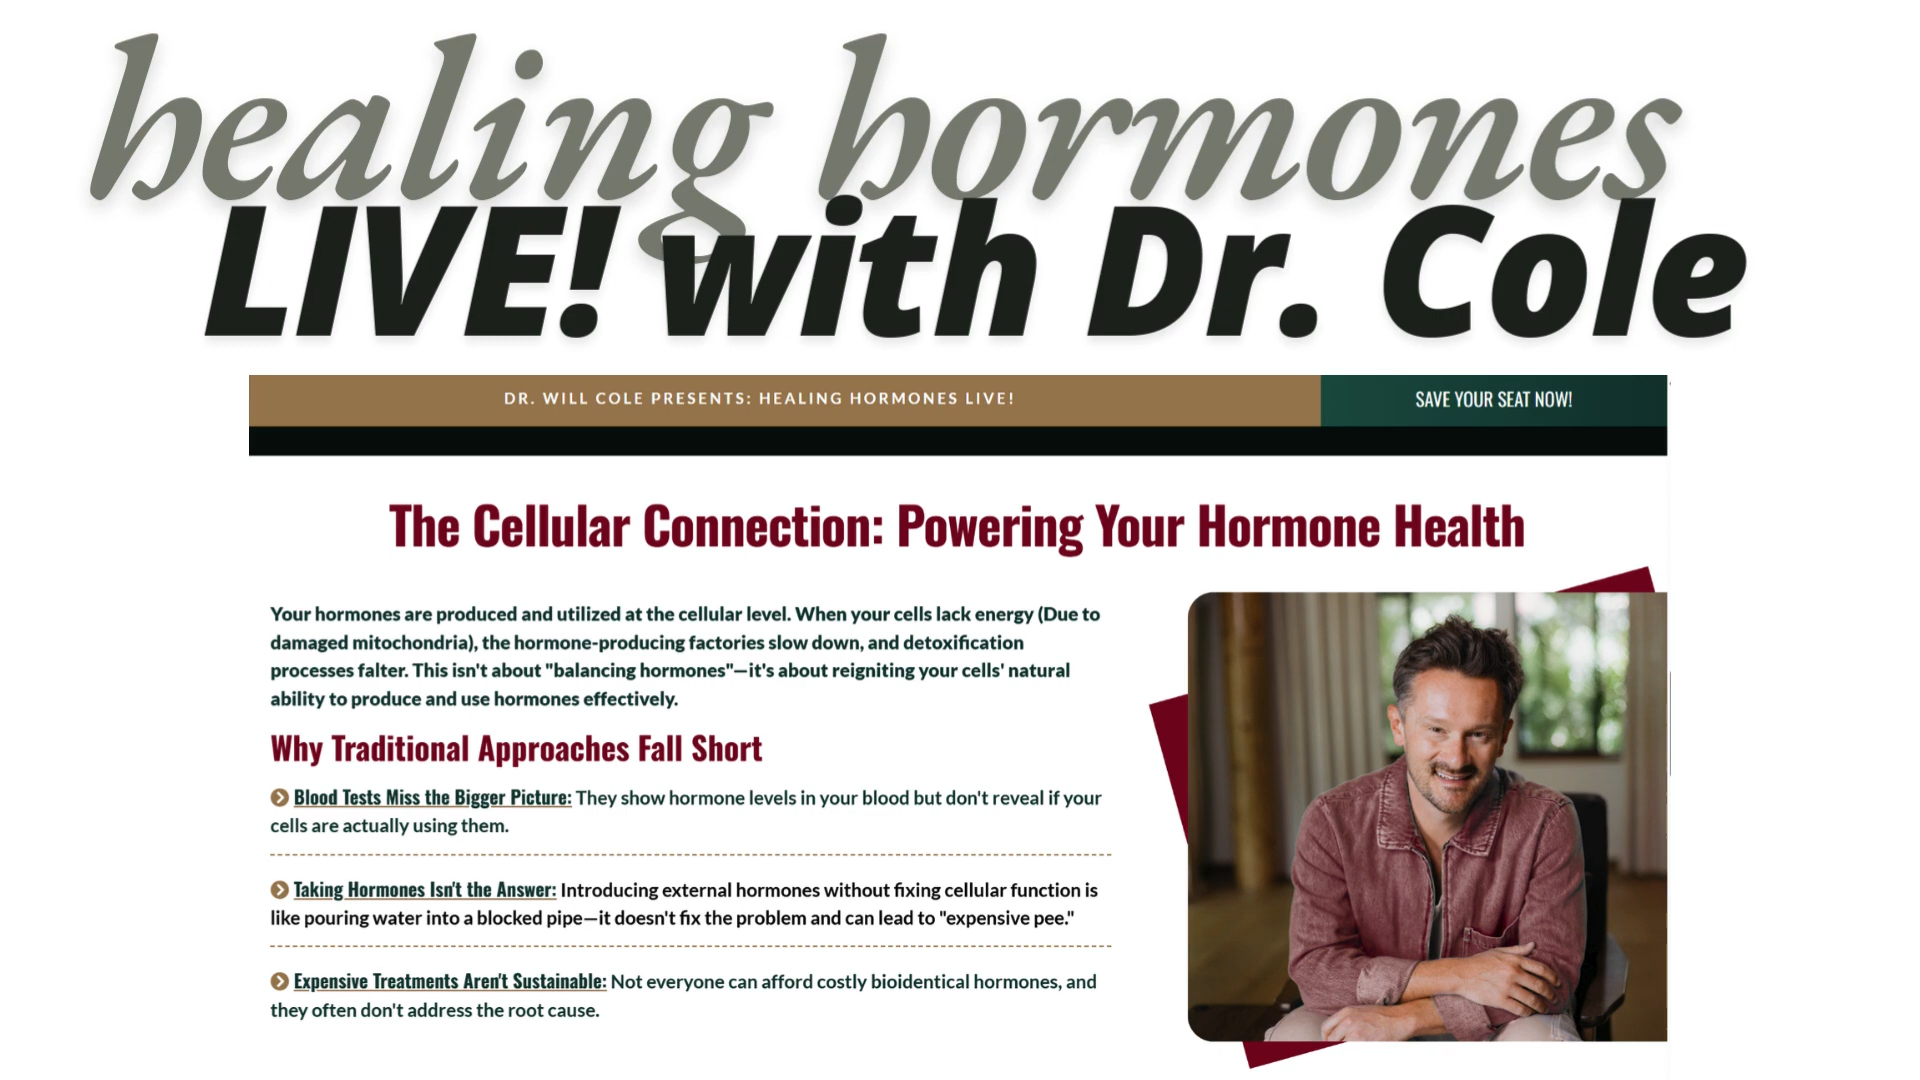 healing hormones
LIVE! with Dr. Cole
DR. WILL COLE PRESENTS: HEALING HORMONES LIVE!
SAVE YOUR SEAT NOW!
The Cellular Connection: Powering Your Hormone Health
Your hormones are produced and utilized at the cellular level. When your cells lack energy (Due to
damaged mitochondria), the hormone-producing factories slow down, and detoxification
processes falter. This isn't about "balancing hormones"—it's about reigniting your cells' natural
ability to produce and use hormones effectively.
Why Traditional Approaches Fall Short
Blood Tests Miss the Bigger Picture: They show hormone levels in your blood but don't reveal if your
cells are actually using them.
Taking Hormones Isn't the Answer: Introducing external hormones without fixing cellular function is
like pouring water into a blocked pipe—it doesn't fix the problem and can lead to "expensive pee."
Expensive Treatments Aren't Sustainable: Not everyone can afford costly bioidentical hormones, and
they often don't address the root cause.